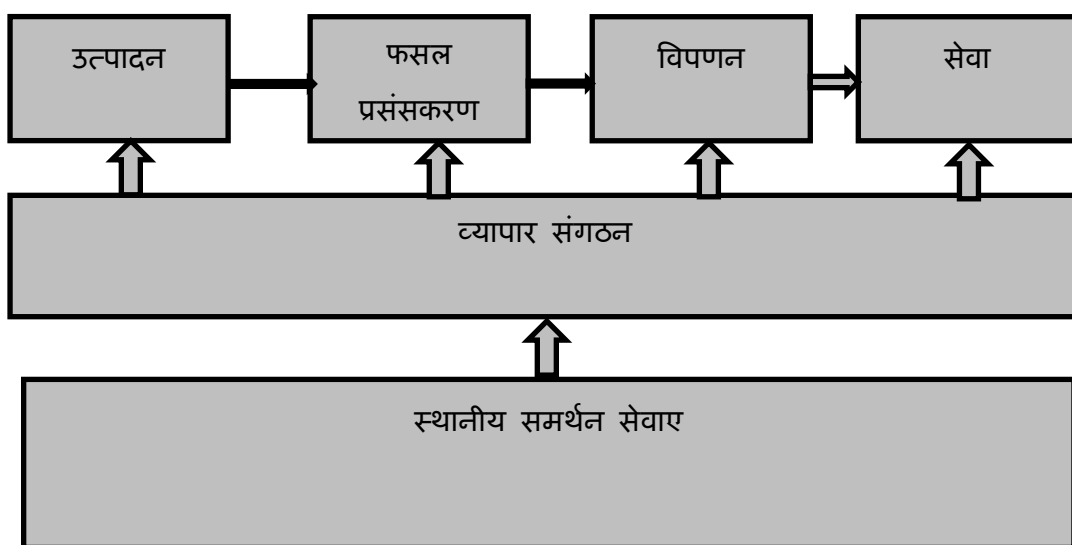 उत्पादन
फसल
प्रसंसकरण
विपणन
सेवा
व्यापार संगठन
स्थानीय समर्थन सेवाए